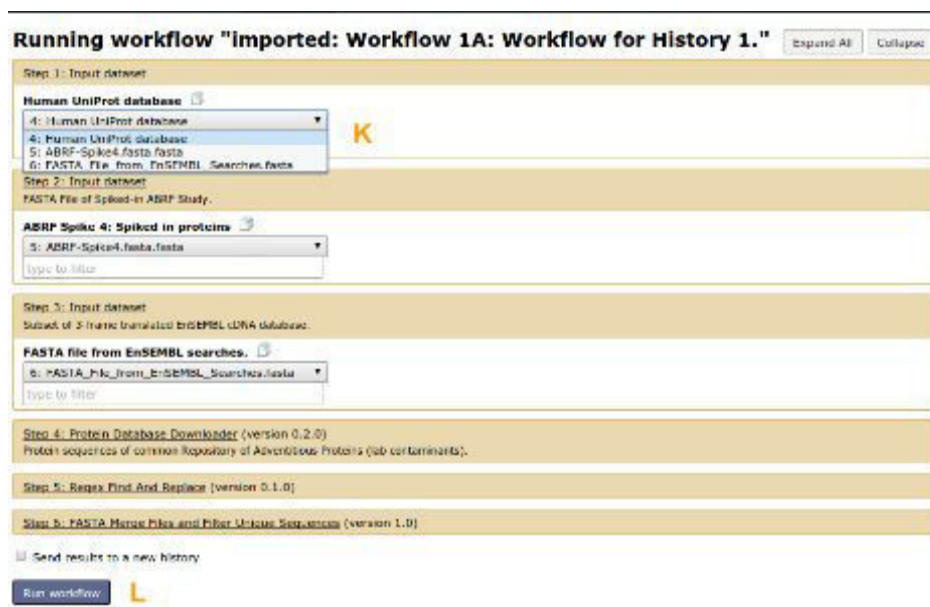 Running workflow "imported: Workflow 1A: Workflow for History 1." Expand All Collapse
Step 1: Input dataset
Human UniProt database
4: Human UniProt database
K
4: Human UniProt database
5: ABRF-Spike4.fasta.fasta
6: FASTA_File_from_EnSEMBL_Searches.fasta
Step 2: Input dataset
FASTA File of Spiked-in ABRF Study.
ABRF Spike 4: Spiked in proteins
5: ABRF-Spike4.fasta.fasta
type to filter
Step 3: Input dataset
Subset of 3-frame translated EnSEMBL cDNA database.
FASTA file from EnSEMBL searches.
6: FASTA_File_from_EnSEMBL_Searches.fasta
type to filter
Step 4: Protein Database Downloader (version 0.2.0)
Protein sequences of common Repository of Adventitious Proteins (lab contaminants).
Step 5: Regex Find And Replace (version 0.1.0)
Step 6: FASTA Merge Files and Filter Unique Sequences (version 1.0)
Send results to a new history
Run workflow L